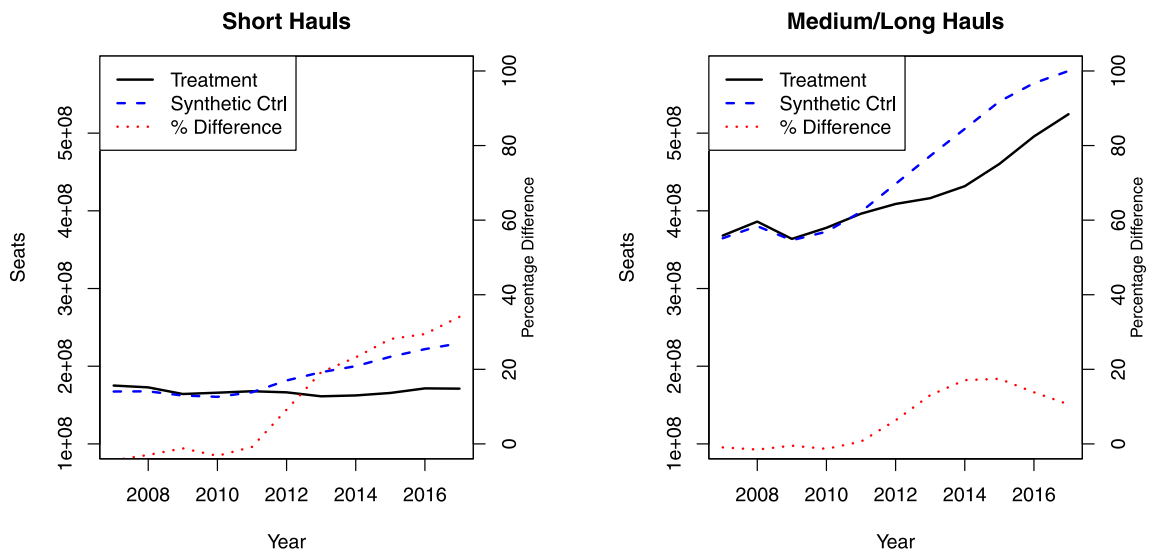 Short Hauls
Treatment
Synthetic Ctrl
% Difference
Seats
1e+08
2e+08
3e+08
4e+08
5e+08
Percentage Difference
0
20
40
60
80
100
2008
2010
2012
2014
2016
Year
Medium/Long Hauls
Treatment
Synthetic Ctrl
% Difference
Seats
1e+08
2e+08
3e+08
4e+08
5e+08
Percentage Difference
0
20
40
60
80
100
2008
2010
2012
2014
2016
Year